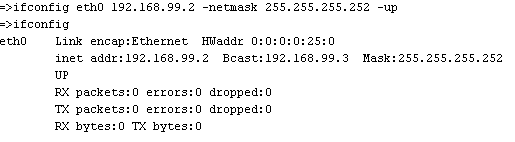 =>ifconfig eth0 192.168.99.2 -netmask 255.255.255.252 -up
=>ifconfig
eth0 Link encap:Ethernet HWaddr 0:0:0:0:25:0
inet addr:192.168.99.2 Bcast:192.168.99.3 Mask:255.255.255.252
UP
RX packets:0 errors:0 dropped:0
TX packets:0 errors:0 dropped:0
RX bytes:0 TX bytes:0